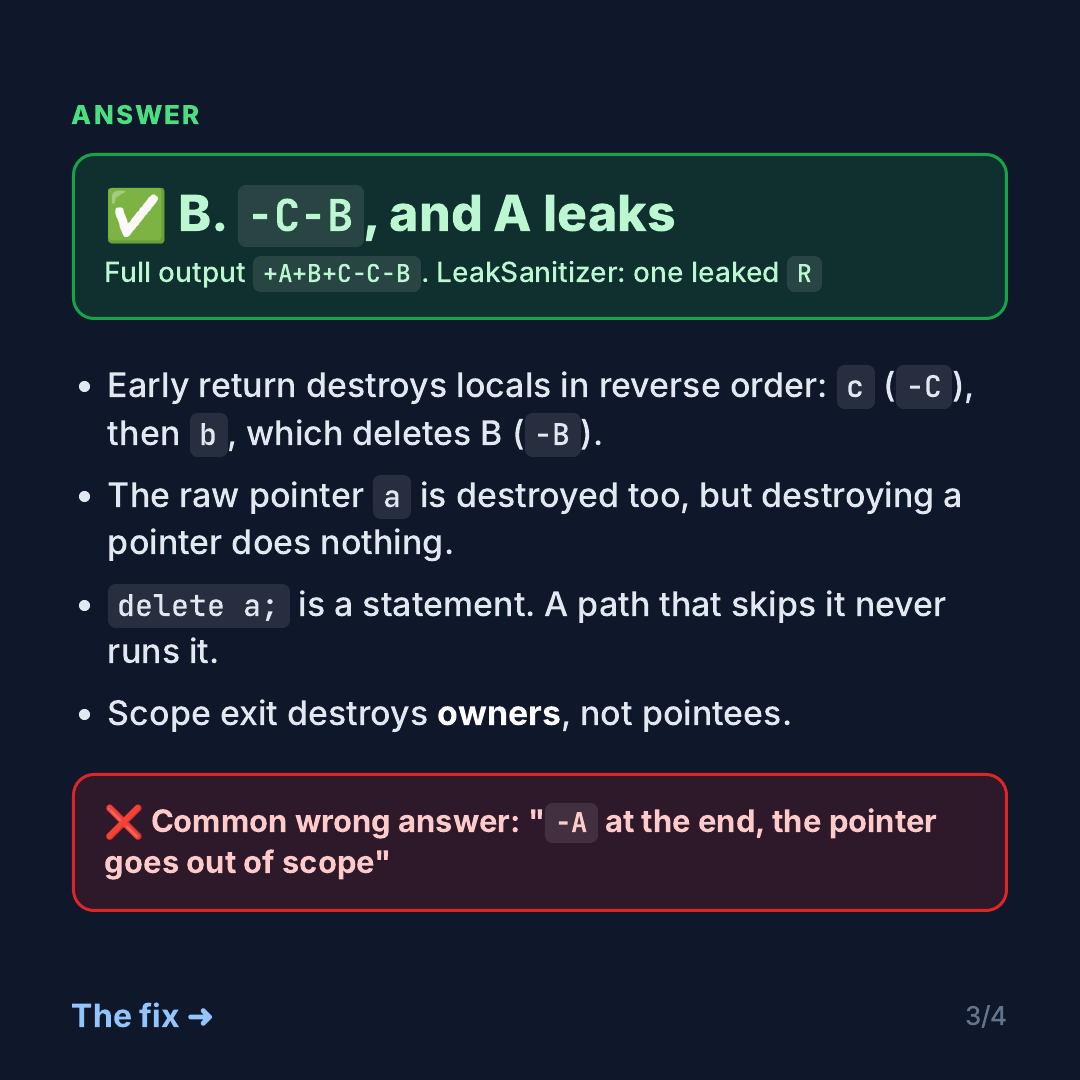 ANSWER
✅ B. -C-B, and A leaks
Full output +A+B+C-C-B. LeakSanitizer: one leaked R
• Early return destroys locals in reverse order: c (-C),
then b, which deletes B (-B).
• The raw pointer a is destroyed too, but destroying a
pointer does nothing.
• delete a; is a statement. A path that skips it never
runs it.
• Scope exit destroys owners, not pointees.
❌ Common wrong answer: "-A at the end, the pointer
goes out of scope"
The fix ➜
3/4